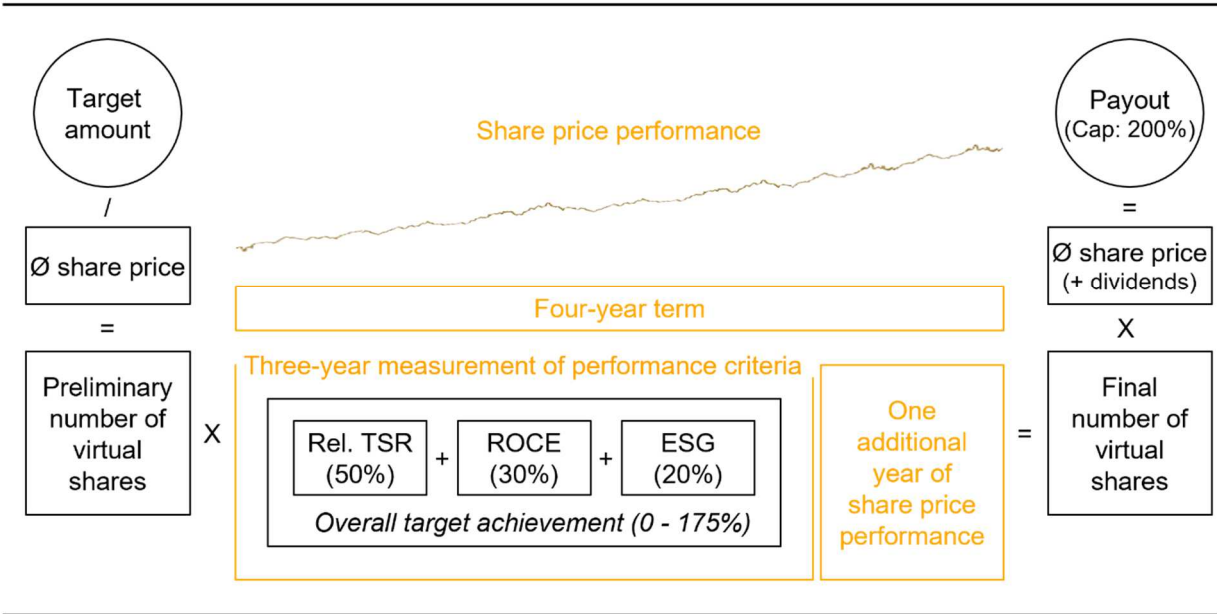 Target
amount
/
Ø share price
=
Preliminary
number of
virtual
shares
X
Share price performance
Four-year term
Three-year measurement of performance criteria
Rel. TSR
(50%)
+
ROCE
(30%)
+
ESG
(20%)
Overall target achievement (0 - 175%)
One
additional
year of
share price
performance
=
Payout
(Cap: 200%)
=
Ø share price
(+ dividends)
X
Final
number of
virtual
shares